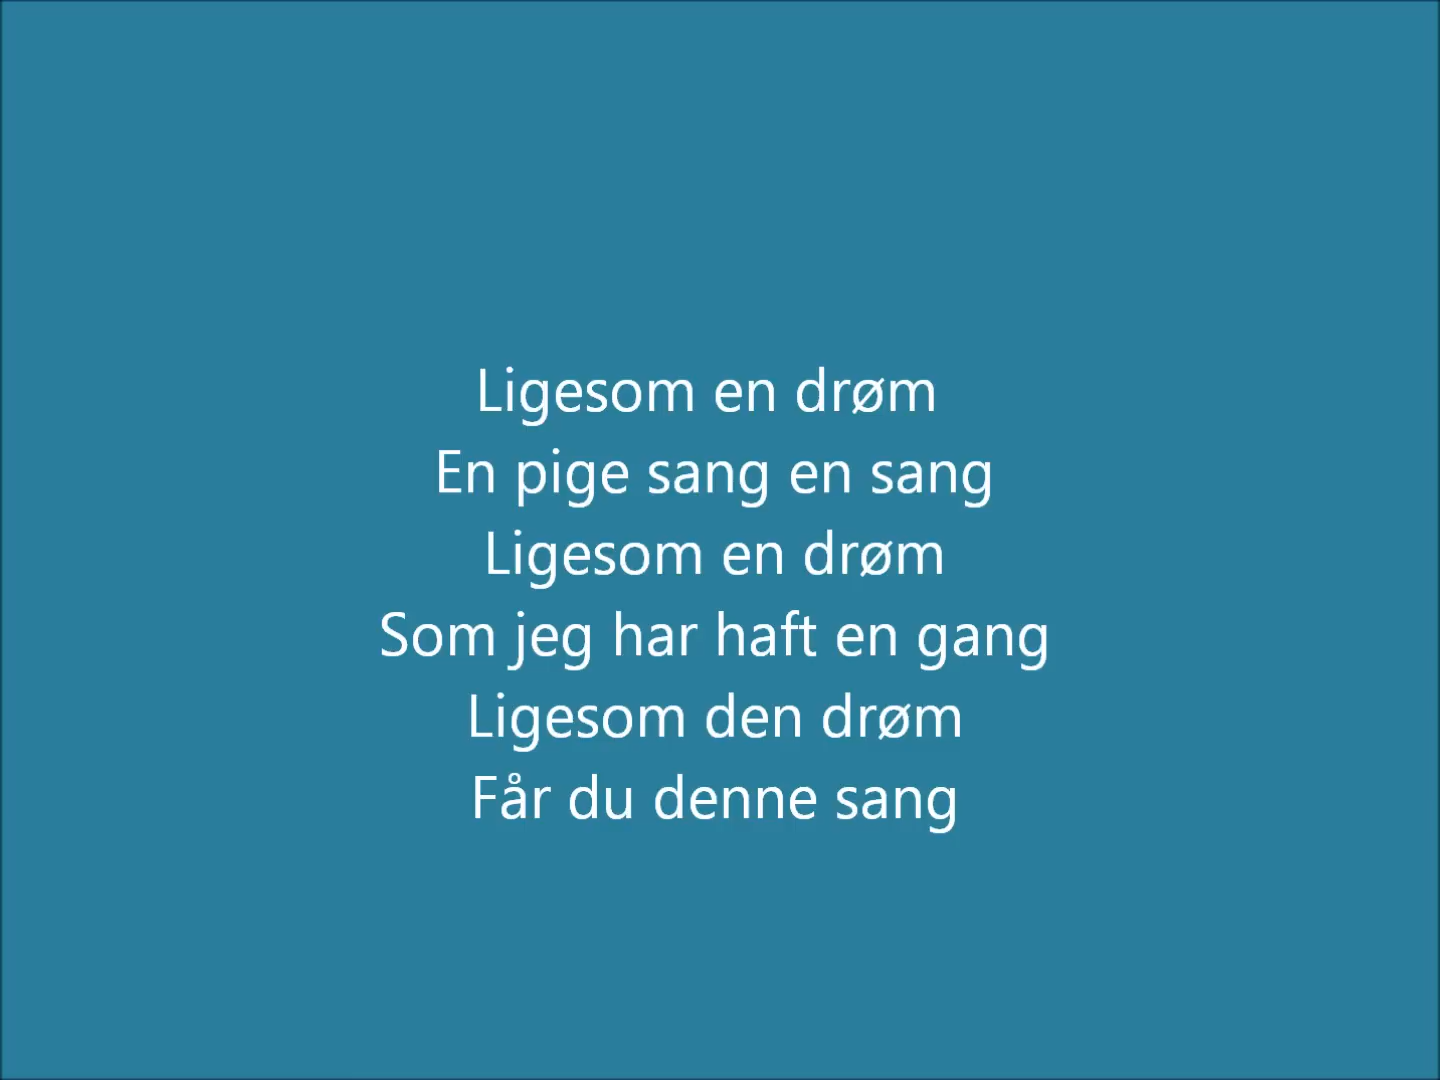 Ligesom en drøm
En pige sang en sang
Ligesom en drøm
Som jeg har haft en gang
Ligesom den drøm
Får du denne sang